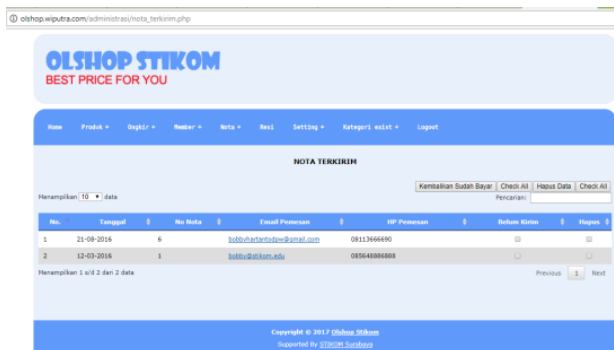 olshop.wiputra.com/administrasi/nota_terkirim.php
OLSHOP STIKOM
BEST PRICE FOR YOU
Home Produk + Ongkir + Member + Nota + Resi Setting + Kategori exist + Logout
NOTA TERKIRIM
Kembalikan Sudah Bayar Check All Hapus Data Check All
Menampilkan 10 data Pencarian:
No. Tanggal No Nota Email Pemesan HP Pemesan Belum Kirim Hapus
1 21-08-2016 6 bobbyhartantodpw@gmail.com 08113666690
2 12-03-2016 1 bobby@stikom.edu 085648886888
Menampilkan 1 s/d 2 dari 2 data Previous 1 Next
Copyright © 2017 Olshop Stikom
Supported By STIKOM Surabaya